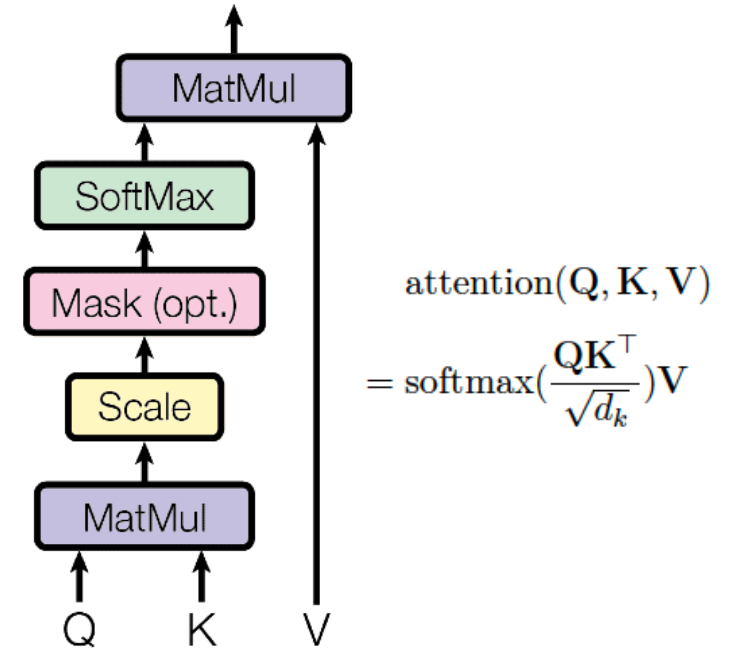 MatMul
SoftMax
Mask (opt.)
Scale
MatMul
Q K V
attention(Q, K, V)
= softmax(QK⊤/√dₖ)V